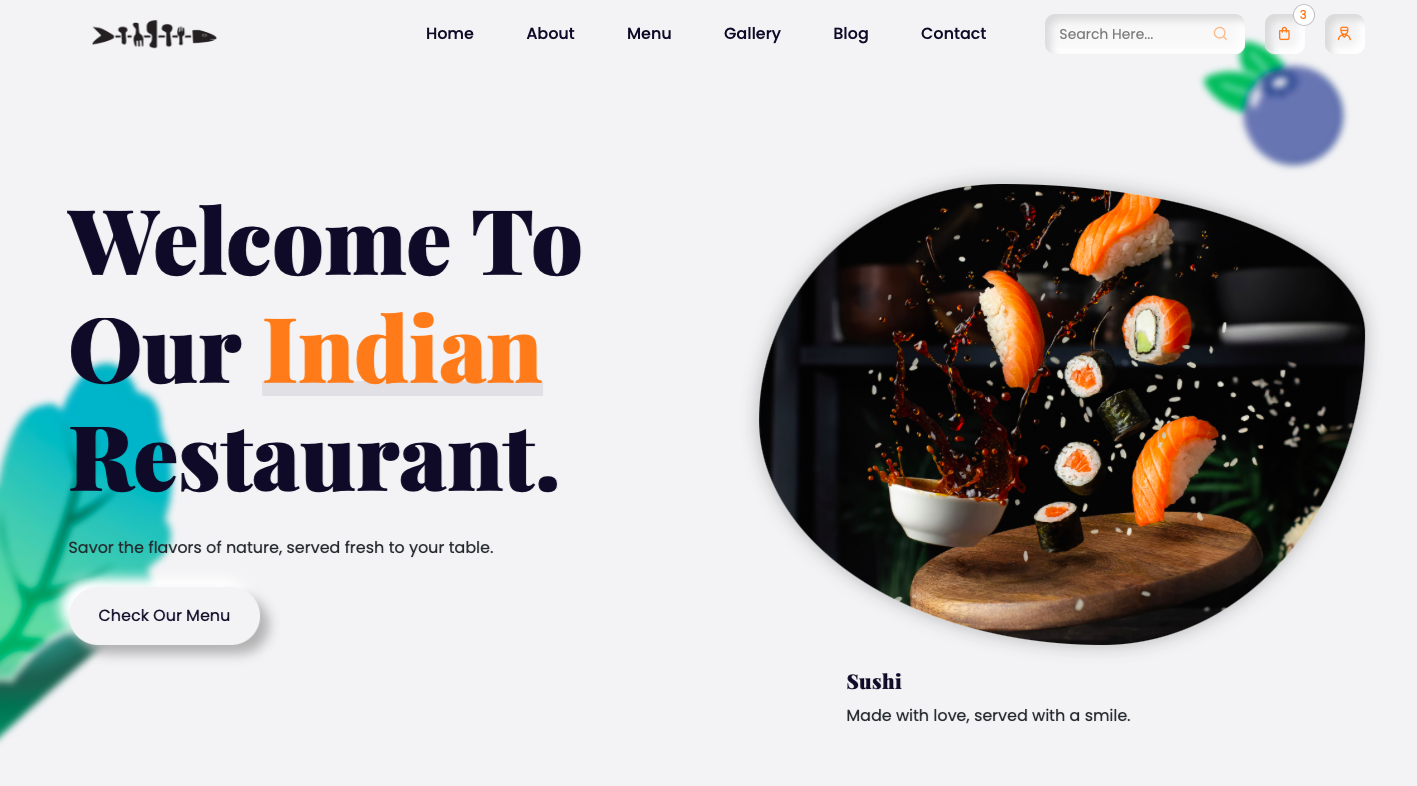 Home About Menu Gallery Blog Contact Search Here... 3
Welcome To
Our Indian
Restaurant.
Savor the flavors of nature, served fresh to your table.
Check Our Menu
Sushi
Made with love, served with a smile.